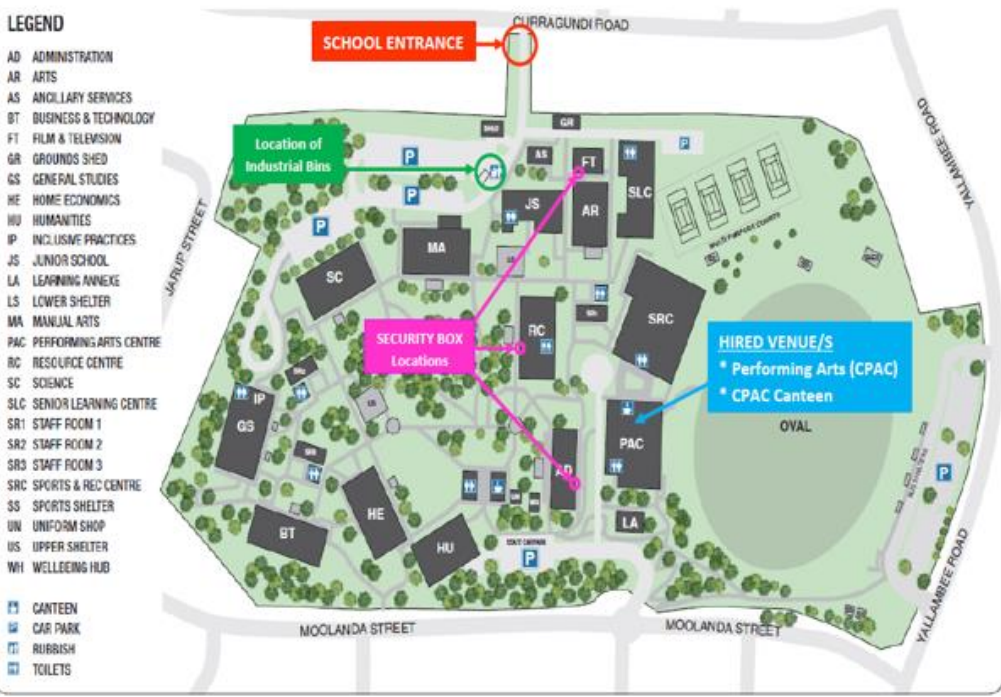 LEGEND
AD ADMINISTRATION
AR ARTS
AS ANCILLARY SERVICES
BT BUSINESS & TECHNOLOGY
FT FILM & TELEVISION
GR GROUNDS SHED
GS GENERAL STUDIES
HE HOME ECONOMICS
HU HUMANITIES
IP INCLUSIVE PRACTICES
JS JUNIOR SCHOOL
LA LEARNING ANNEXE
LS LOWER SHELTER
MA MANUAL ARTS
PAC PERFORMING ARTS CENTRE
RC RESOURCE CENTRE
SC SCIENCE
SLC SENIOR LEARNING CENTRE
SR1 STAFF ROOM 1
SR2 STAFF ROOM 2
SR3 STAFF ROOM 3
SRC SPORTS & REC CENTRE
SS SPORTS SHELTER
UN UNIFORM SHOP
US UPPER SHELTER
WH WELLBEING HUB
CANTEEN
CAR PARK
RUBBISH
TOILETS
CURRAGUNDI ROAD
SCHOOL ENTRANCE
YALLAMBEE ROAD
JARUP STREET
Location of
Industrial Bins
GR
P
P
P
P
AS
FT
SLC
JS
AR
MA
SC
MULTI PURPOSE COURTS
SRC
RC
SECURITY BOX
Locations
HIRED VENUE/S
* Performing Arts (CPAC)
* CPAC Canteen
OVAL
IP
GS
PAC
AD
LA
HE
BT
HU
P
P
STAFF CARPARK
MOOLANDA STREET
MOOLANDA STREET
YALLAMBEE ROAD